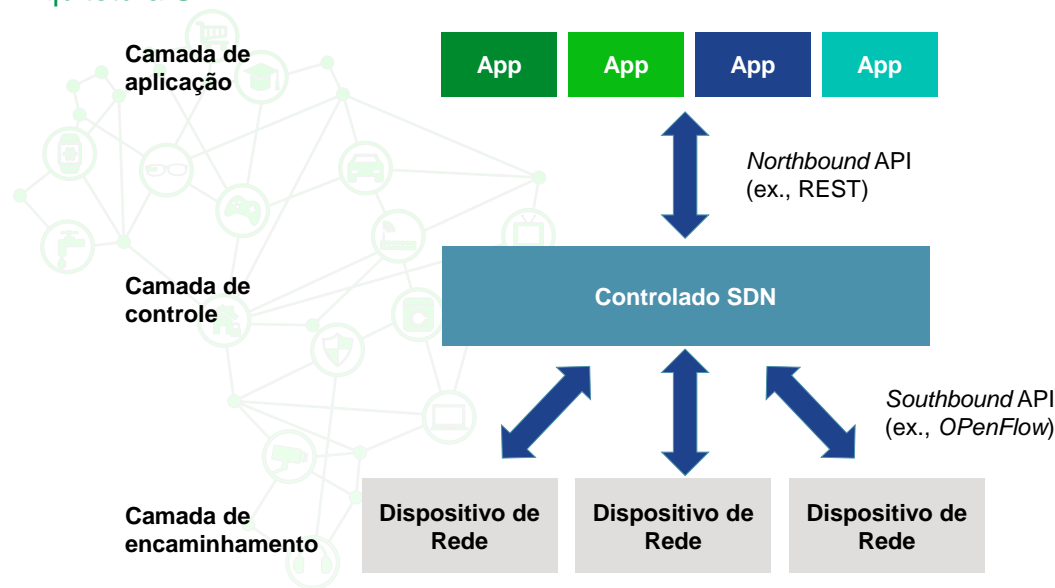 Camada de
aplicação
App
App
App
App
Northbound API
(ex., REST)
Camada de
controle
Controlado SDN
Southbound API
(ex., OPenFlow)
Camada de
encaminhamento
Dispositivo de
Rede
Dispositivo de
Rede
Dispositivo de
Rede